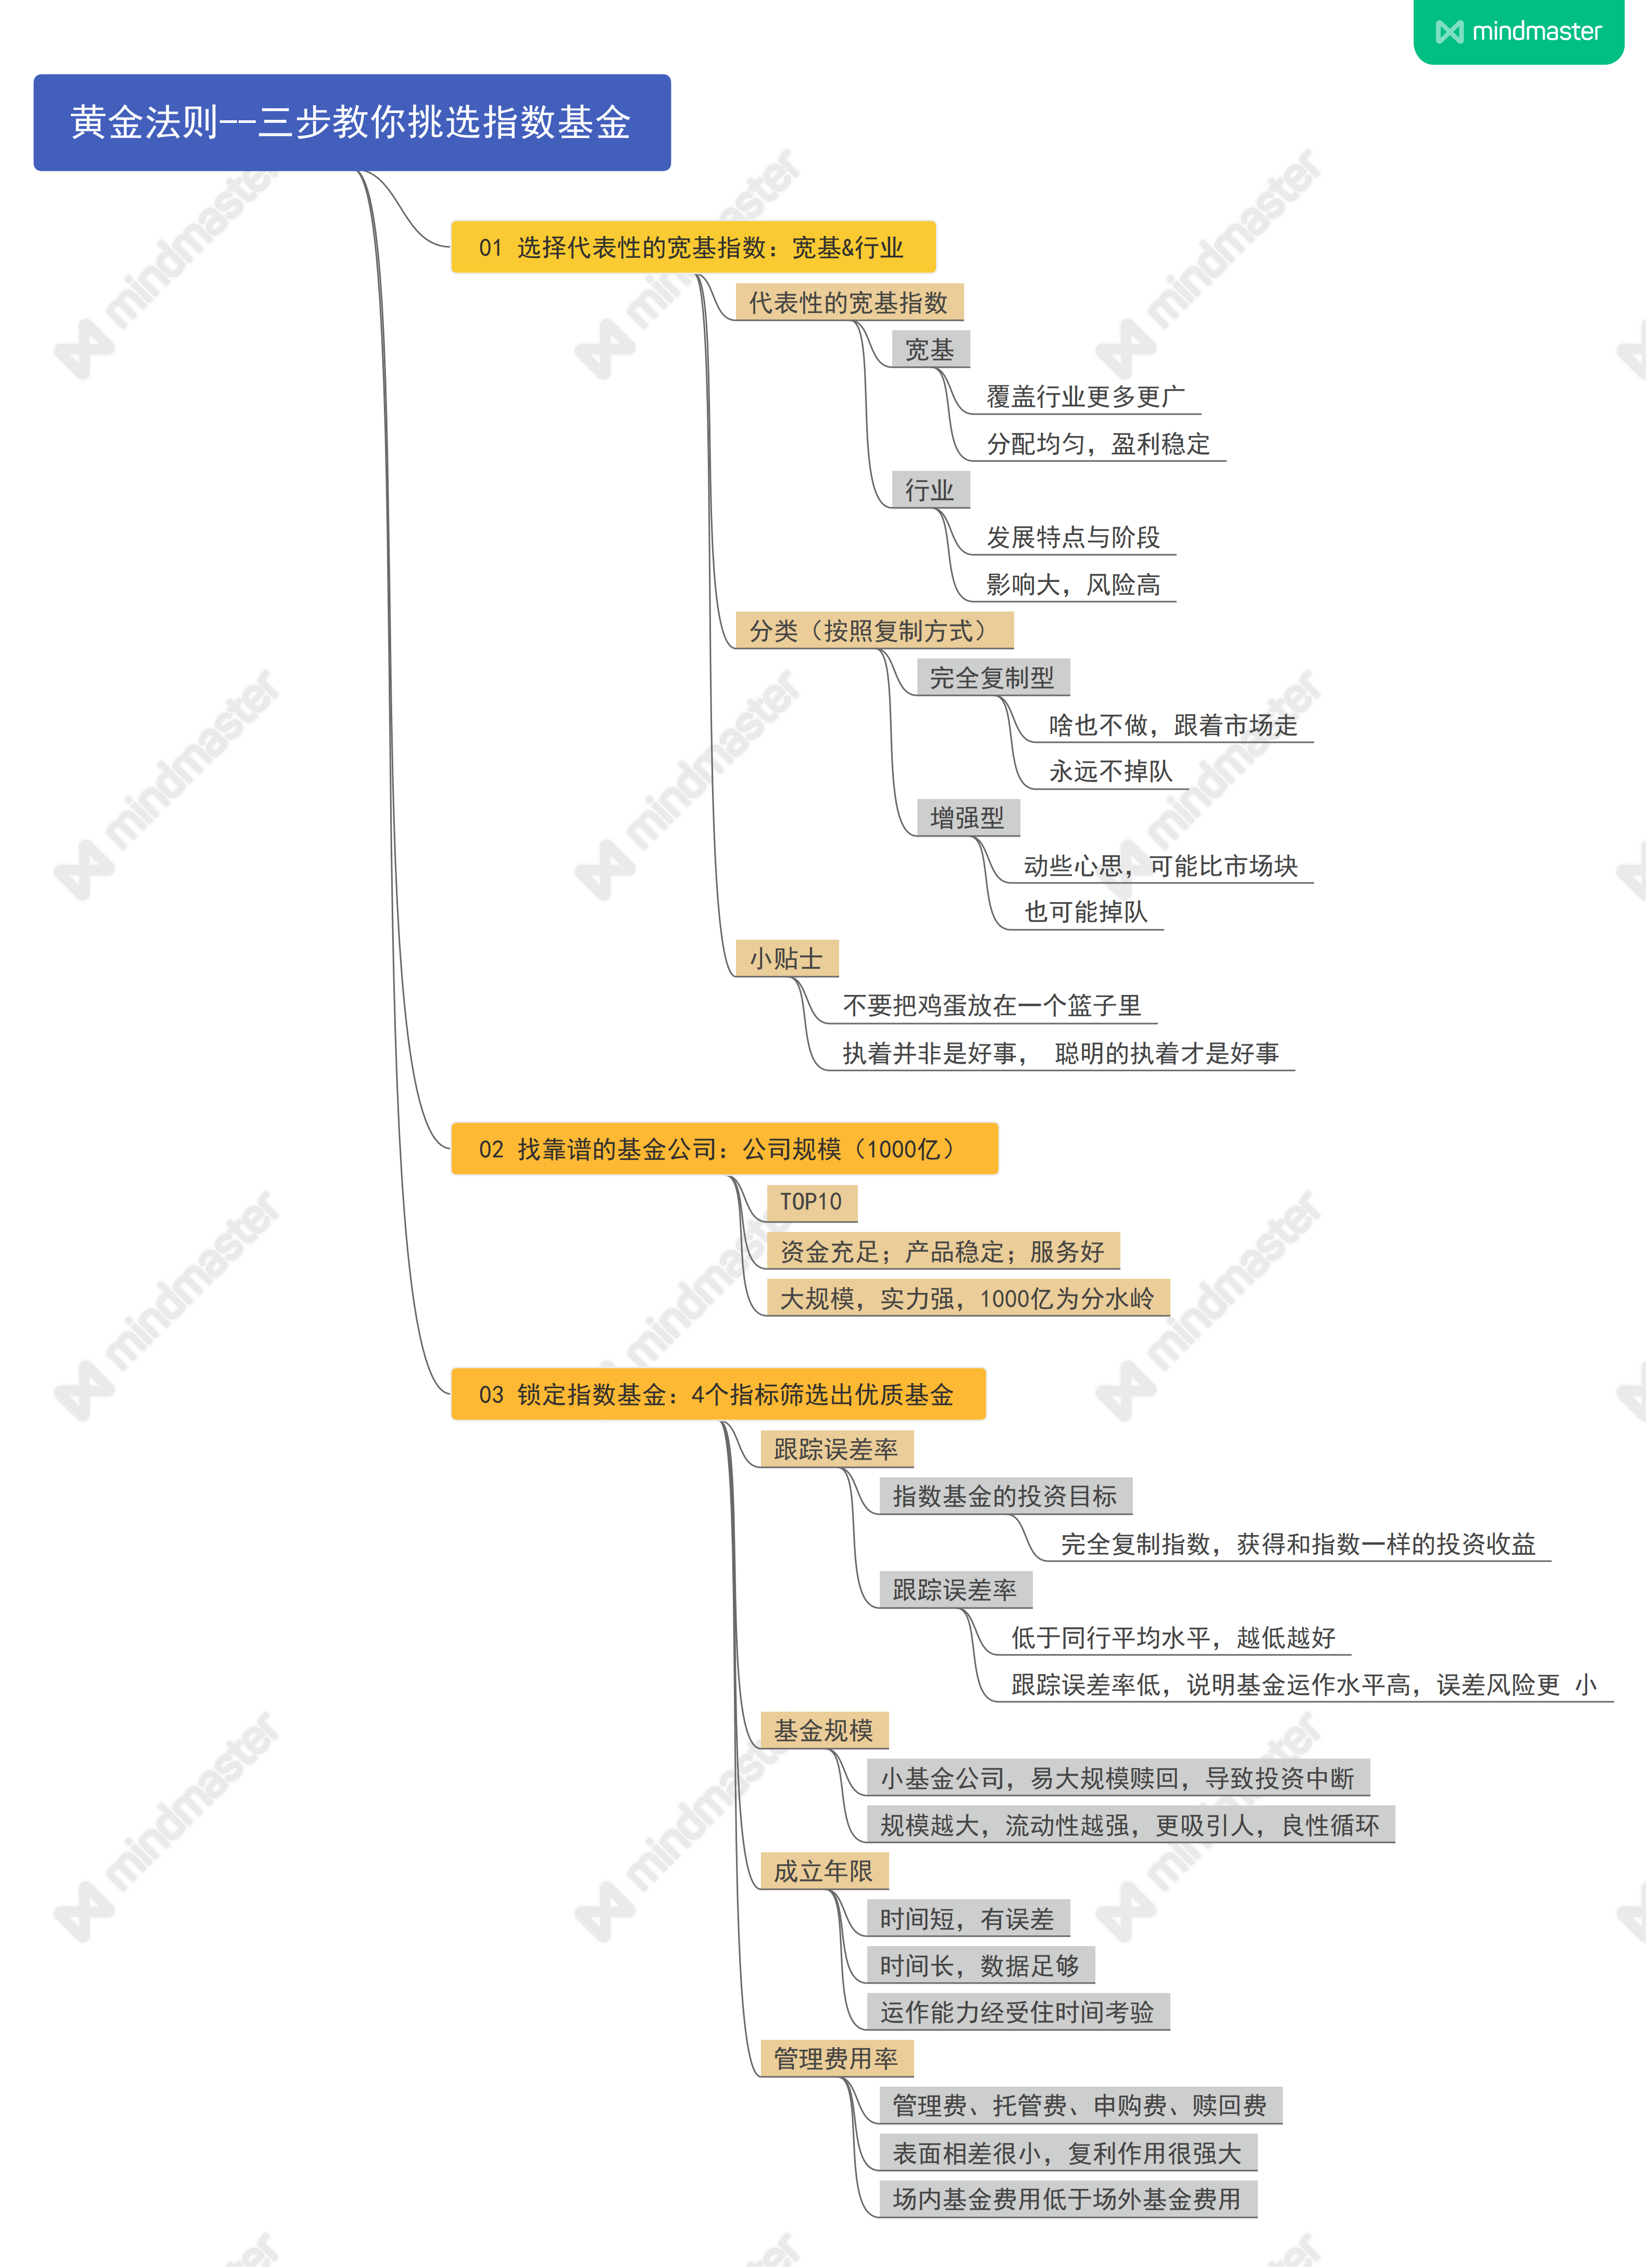 mindmaster
黄金法则--三步教你挑选指数基金
01 选择代表性的宽基指数：宽基&行业
代表性的宽基指数
宽基
覆盖行业更多更广
分配均匀，盈利稳定
行业
发展特点与阶段
影响大，风险高
分类（按照复制方式）
完全复制型
啥也不做，跟着市场走
永远不掉队
增强型
动些心思，可能比市场块
也可能掉队
小贴士
不要把鸡蛋放在一个篮子里
执着并非是好事， 聪明的执着才是好事
02 找靠谱的基金公司：公司规模（1000亿）
TOP10
资金充足；产品稳定；服务好
大规模，实力强，1000亿为分水岭
03 锁定指数基金：4个指标筛选出优质基金
跟踪误差率
指数基金的投资目标
完全复制指数，获得和指数一样的投资收益
跟踪误差率
低于同行平均水平，越低越好
跟踪误差率低，说明基金运作水平高，误差风险更 小
基金规模
小基金公司，易大规模赎回，导致投资中断
规模越大，流动性越强，更吸引人，良性循环
成立年限
时间短，有误差
时间长，数据足够
运作能力经受住时间考验
管理费用率
管理费、托管费、申购费、赎回费
表面相差很小，复利作用很强大
场内基金费用低于场外基金费用